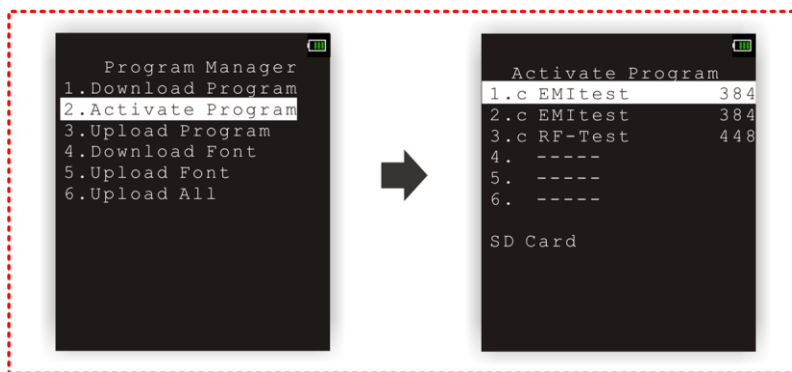 Program Manager
1.Download Program
2.Activate Program
3.Upload Program
4.Download Font
5.Upload Font
6.Upload All
Activate Program
1.c EMItest 384
2.c EMItest 384
3.c RF-Test 448
4. -----
5. -----
6. -----
SD Card